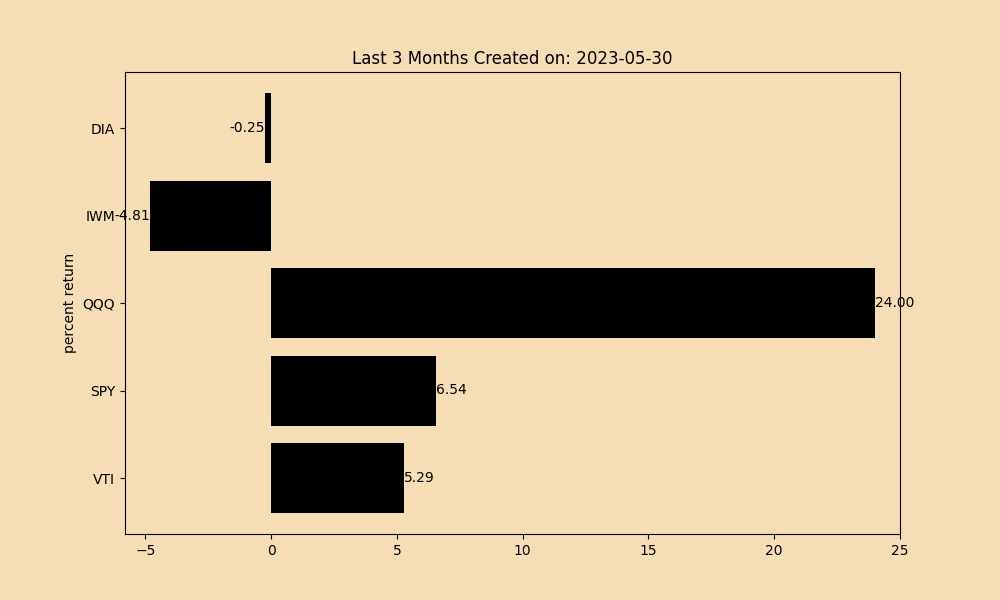 Last 3 Months Created on: 2023-05-30
DIA -0.25
IWM -4.81
QQQ 24.00
SPY 6.54
VTI 5.29
percent return
−5 0 5 10 15 20 25